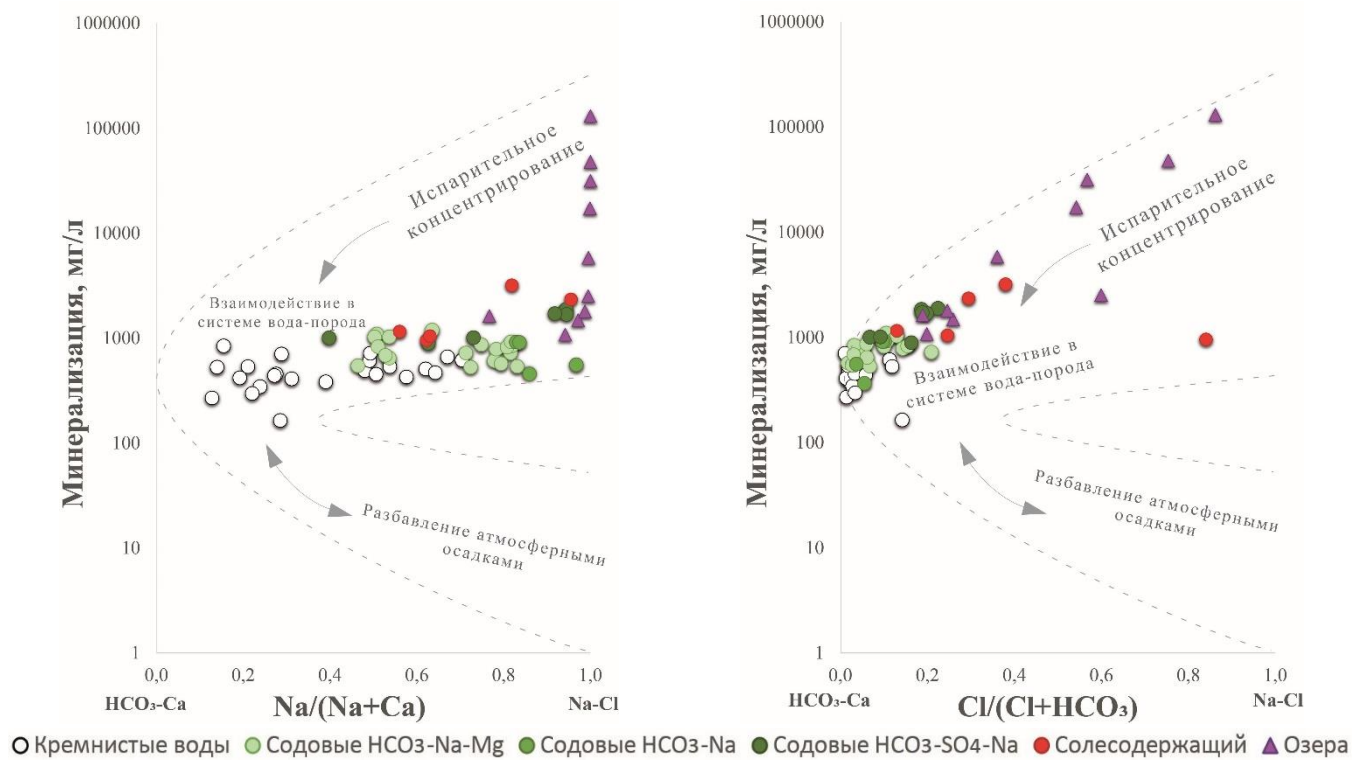 1000000
100000
10000
1000
100
10
1
Минерализация, мг/л
Испарительное
концентрирование
Взаимодействие в
системе вода-порода
Разбавление атмосферными
осадками
0,0 0,2 0,4 0,6 0,8 1,0
HCO₃-Ca Na/(Na+Ca) Na-Cl
1000000
100000
10000
1000
100
10
1
Минерализация, мг/л
Испарительное
концентрирование
Взаимодействие в
системе вода-порода
Разбавление атмосферными
осадками
0,0 0,2 0,4 0,6 0,8 1,0
HCO₃-Ca Cl/(Cl+HCO₃) Na-Cl
Кремнистые воды Содовые HCO3-Na-Mg Содовые HCO3-Na Содовые HCO3-SO4-Na Солесодержащий Озера